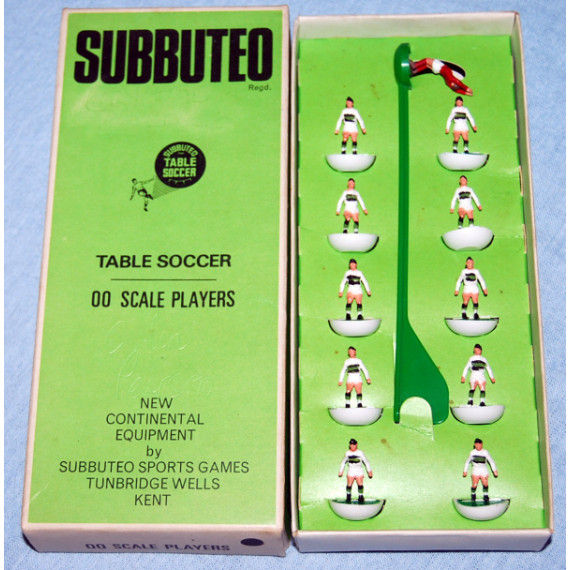 SUBBUTEO
Regd.
SUBBUTEO
THE
TABLE
SOCCER
TABLE SOCCER
00 SCALE PLAYERS
NEW
CONTINENTAL
EQUIPMENT
by
SUBBUTEO SPORTS GAMES
TUNBRIDGE WELLS
KENT
00 SCALE PLAYERS